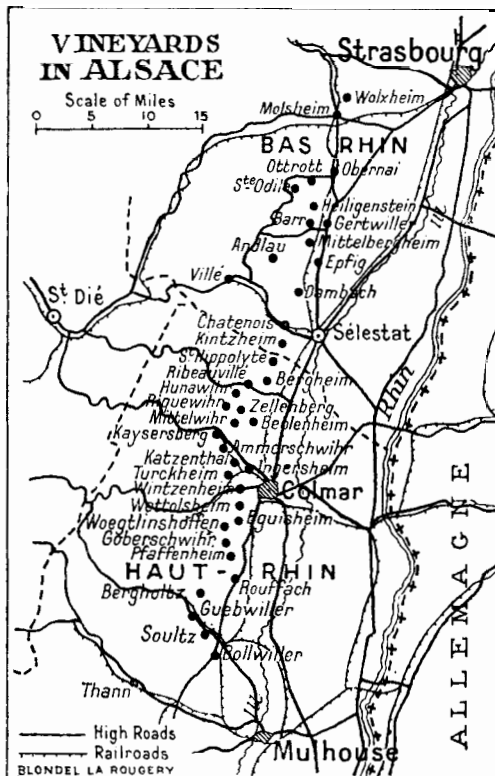 VINEYARDS
IN ALSACE
Scale of Miles
0 5 10 15
Strasbourg
Wolxheim
Molsheim
BAS RHIN
Ottrott
Obernai
Ste Odile
Heiligenstein
Barr
Gertwiller
Mittelbergheim
Andlau
Epfig
Villé
Dambach
St. Dié
Chatenois
Sélestat
Kintzheim
St Hippolyte
Ribeauville
Bergheim
Hunawihr
Riquewihr
Zellenberg
Mittelwihr
Beblenheim
Kaysersberg
Ammorschwihr
Katzenthal
Ingersheim
Turckheim
Wintzenheim
Colmar
Wettolsheim
Eguisheim
Woegtlinshoffen
Goberschwihr
Pfaffenheim
HAUT-RHIN
Rouffach
Bergholtz
Guebwiller
Soultz
Bollwiller
Thann
Mulhouse
Ill
Ill
Rhin
ALLEMAGNE
High Roads
Railroads
BLONDEL LA ROUGERY